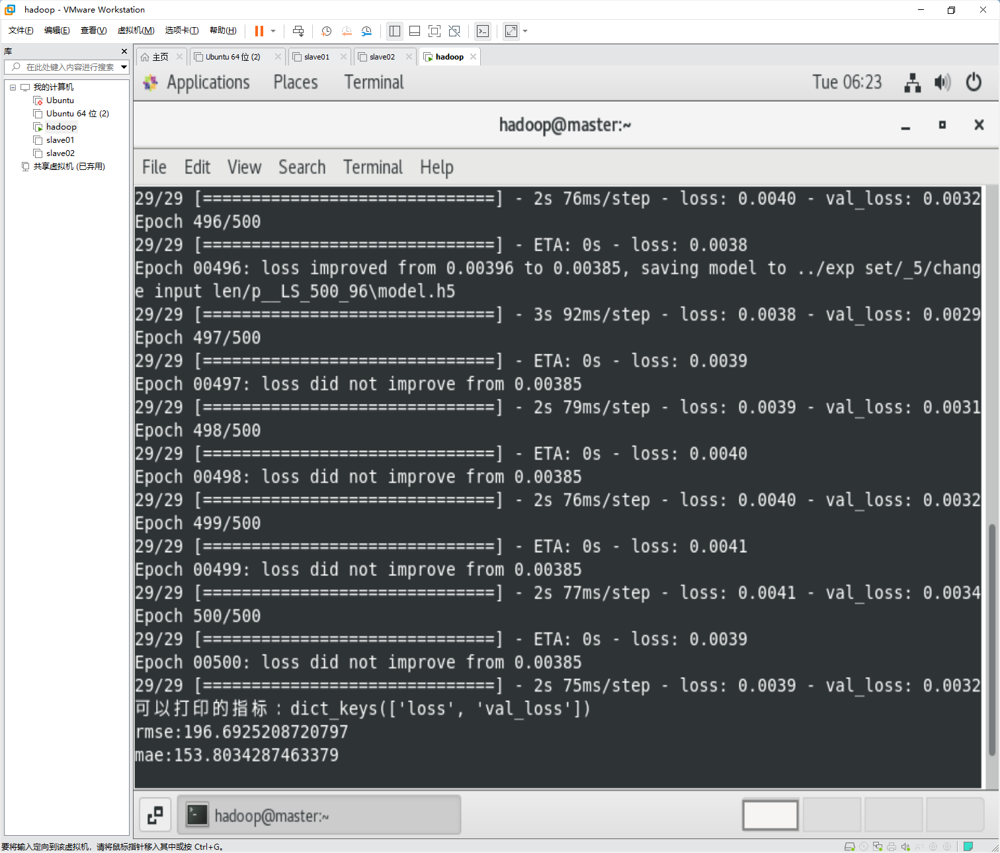 hadoop - VMware Workstation
文件(F) 编辑(E) 查看(V) 虚拟机(M) 选项卡(T) 帮助(H)
库
在此处键入内容进行搜索
我的计算机
Ubuntu
Ubuntu 64 位 (2)
hadoop
slave01
slave02
共享虚拟机 (已弃用)
主页 Ubuntu 64 位 (2) slave01 slave02 hadoop
Applications Places Terminal Tue 06:23
hadoop@master:~
File Edit View Search Terminal Help
29/29 [==============================] - 2s 76ms/step - loss: 0.0040 - val_loss: 0.0032
Epoch 496/500
29/29 [==============================] - ETA: 0s - loss: 0.0038
Epoch 00496: loss improved from 0.00396 to 0.00385, saving model to ../exp set/_5/chang
e input len/p__LS_500_96\model.h5
29/29 [==============================] - 3s 92ms/step - loss: 0.0038 - val_loss: 0.0029
Epoch 497/500
29/29 [==============================] - ETA: 0s - loss: 0.0039
Epoch 00497: loss did not improve from 0.00385
29/29 [==============================] - 2s 79ms/step - loss: 0.0039 - val_loss: 0.0031
Epoch 498/500
29/29 [==============================] - ETA: 0s - loss: 0.0040
Epoch 00498: loss did not improve from 0.00385
29/29 [==============================] - 2s 76ms/step - loss: 0.0040 - val_loss: 0.0032
Epoch 499/500
29/29 [==============================] - ETA: 0s - loss: 0.0041
Epoch 00499: loss did not improve from 0.00385
29/29 [==============================] - 2s 77ms/step - loss: 0.0041 - val_loss: 0.0034
Epoch 500/500
29/29 [==============================] - ETA: 0s - loss: 0.0039
Epoch 00500: loss did not improve from 0.00385
29/29 [==============================] - 2s 75ms/step - loss: 0.0039 - val_loss: 0.0032
可以打印的指标：dict_keys(['loss', 'val_loss'])
rmse:196.6925208720797
mae:153.8034287463379
hadoop@master:~
要将输入定向到该虚拟机，请将鼠标指针移入其中或按 Ctrl+G。